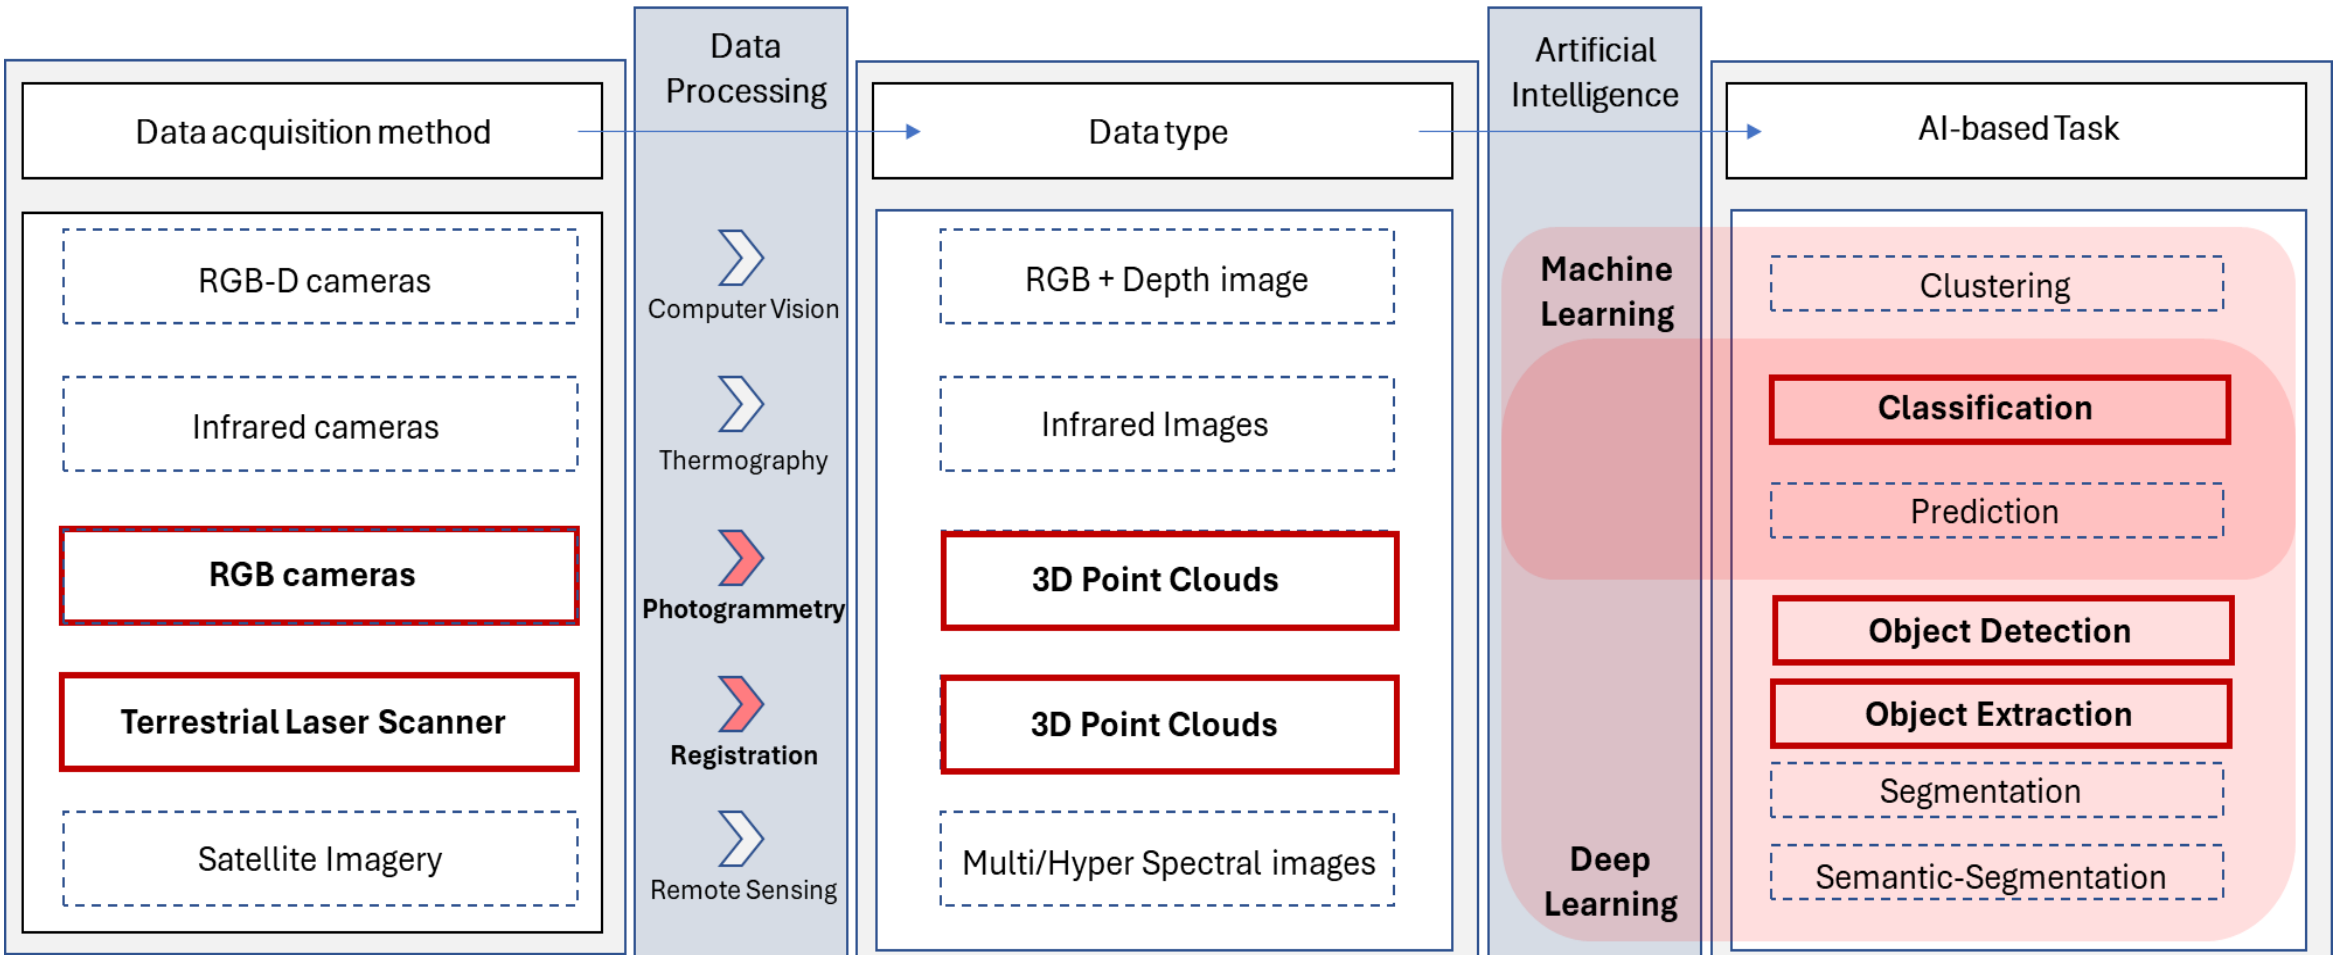 Data
Processing
Artificial
Intelligence
Data acquisition method
Data type
AI-based Task
RGB-D cameras
Computer Vision
RGB + Depth image
Machine
Learning
Clustering
Infrared cameras
Thermography
Infrared Images
Classification
Prediction
RGB cameras
Photogrammetry
3D Point Clouds
Object Detection
Terrestrial Laser Scanner
Registration
3D Point Clouds
Object Extraction
Segmentation
Satellite Imagery
Remote Sensing
Multi/Hyper Spectral images
Deep
Learning
Semantic-Segmentation